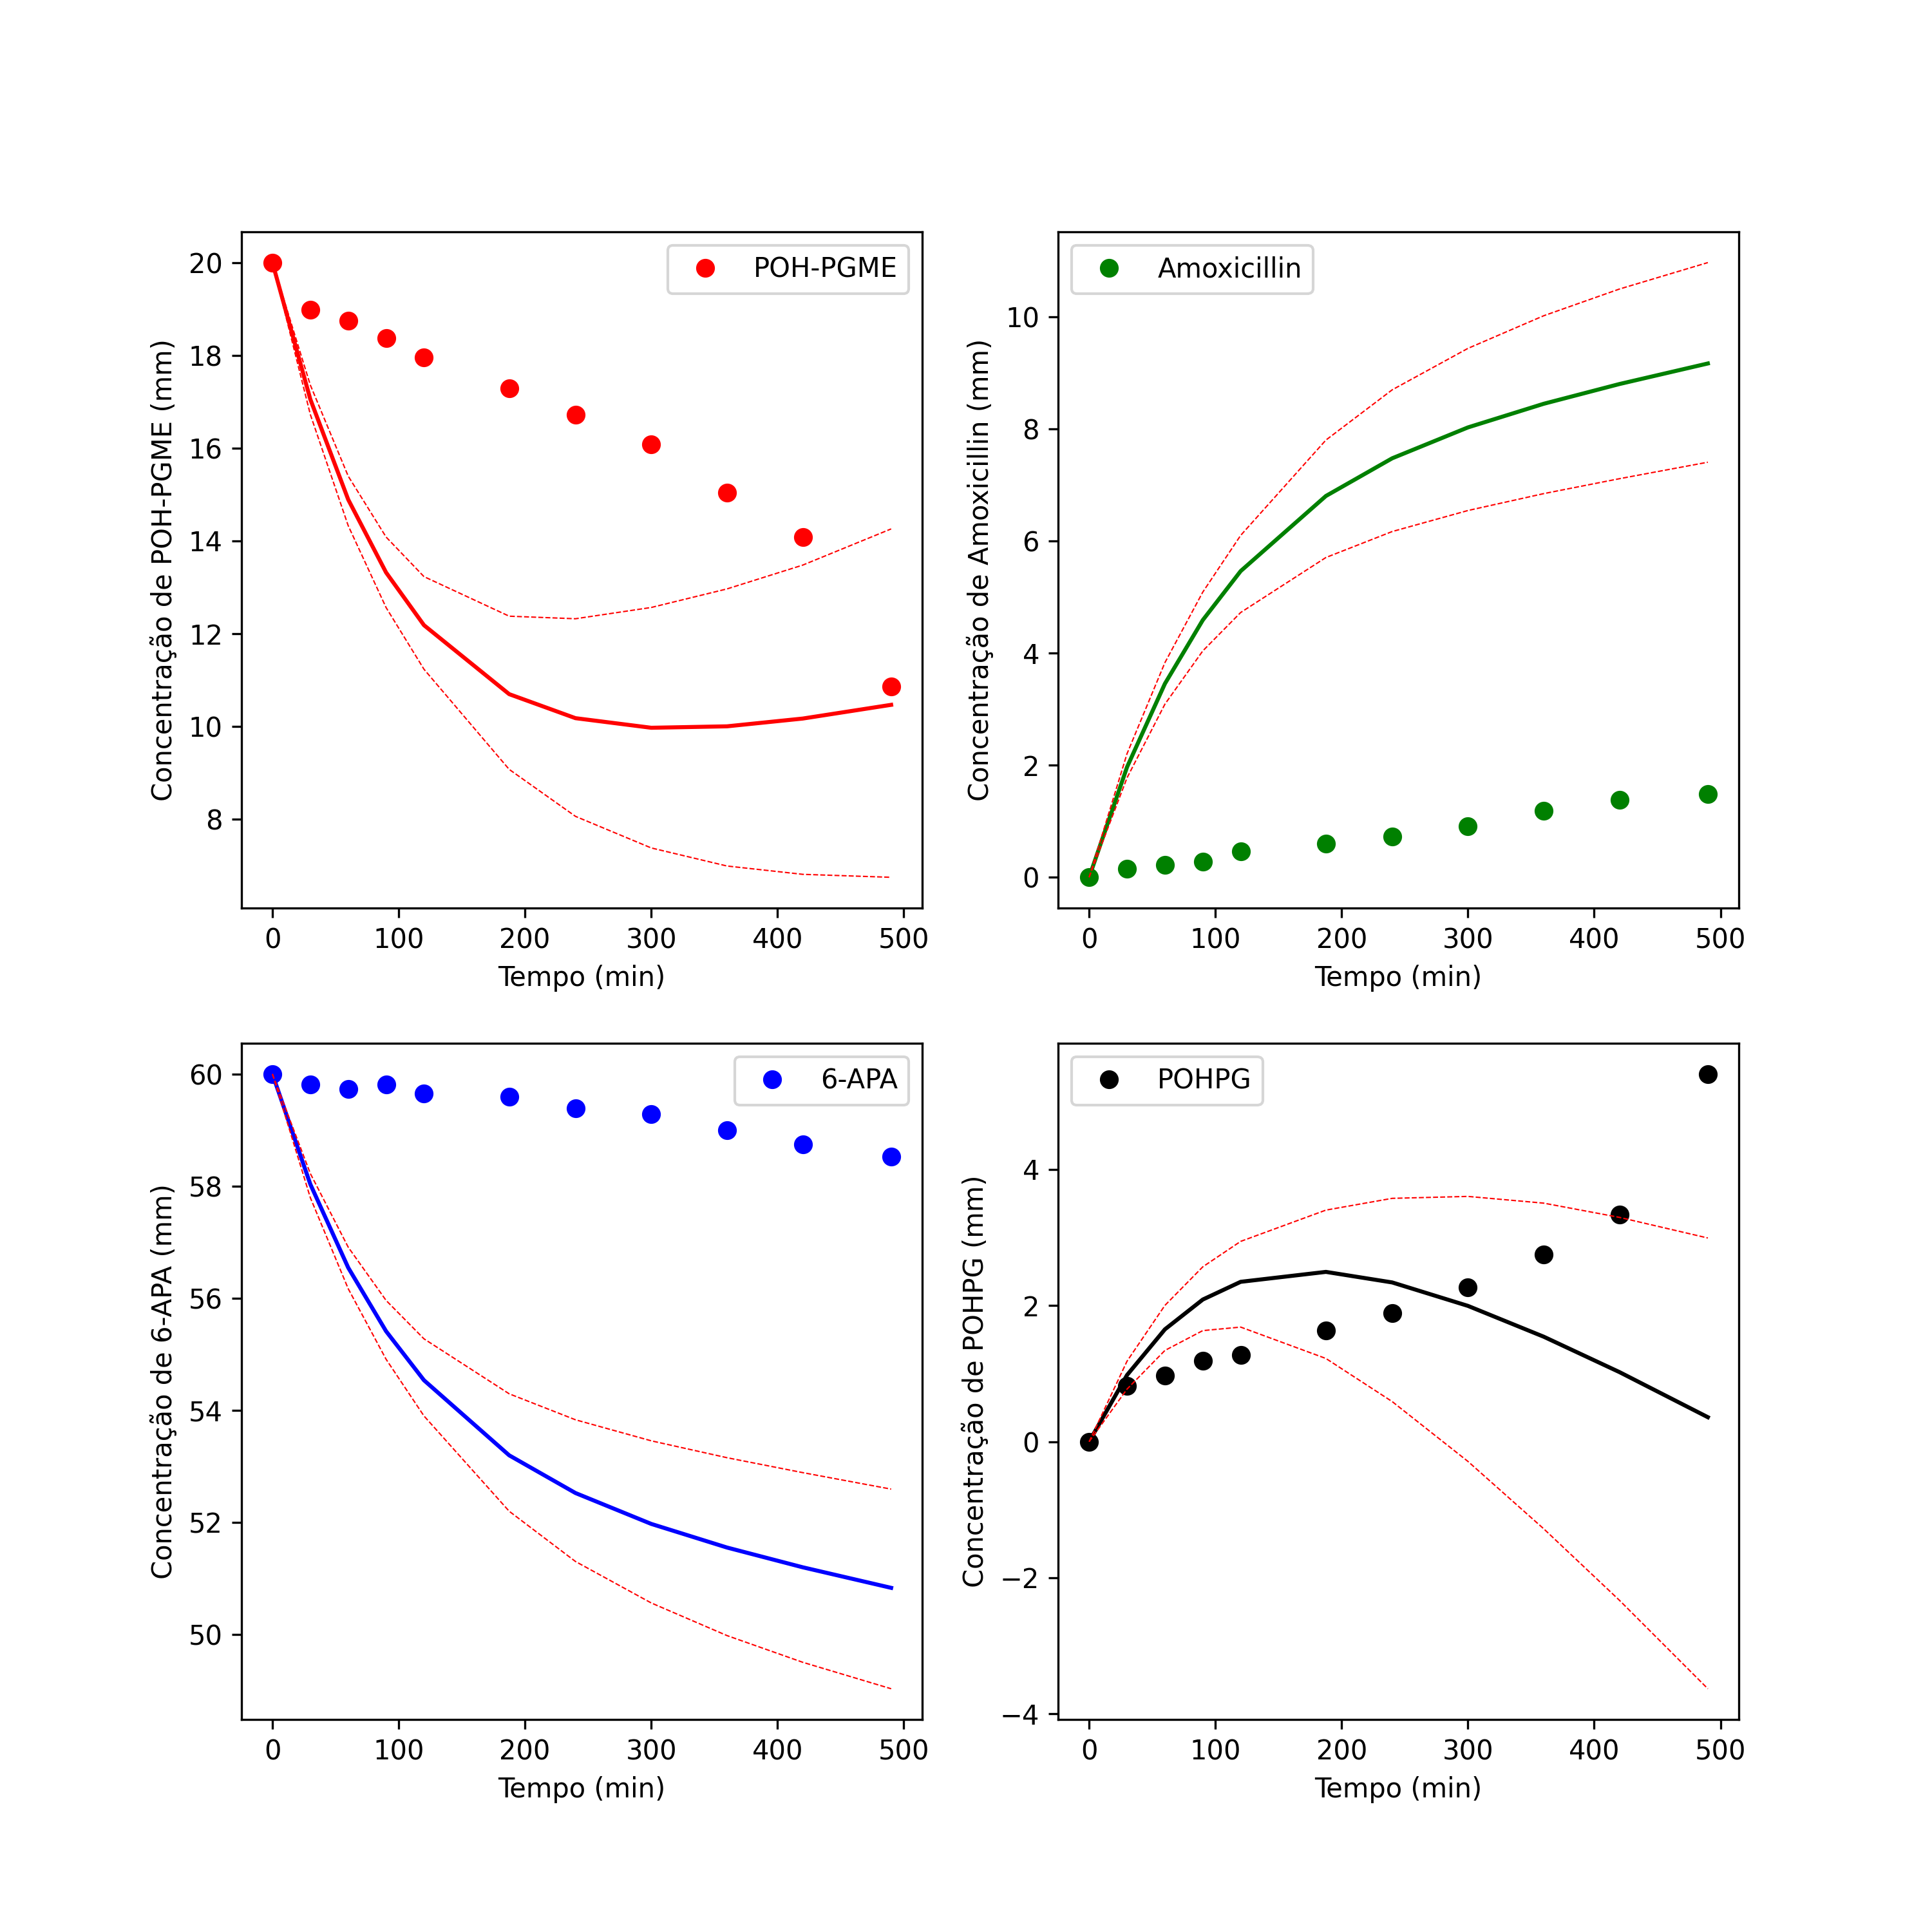 POH-PGME
Concentração de POH-PGME (mm)
20
18
16
14
12
10
8
0 100 200 300 400 500
Tempo (min)
Amoxicillin
Concentração de Amoxicillin (mm)
10
8
6
4
2
0
0 100 200 300 400 500
Tempo (min)
6-APA
Concentração de 6-APA (mm)
60
58
56
54
52
50
0 100 200 300 400 500
Tempo (min)
POHPG
Concentração de POHPG (mm)
4
2
0
−2
−4
0 100 200 300 400 500
Tempo (min)